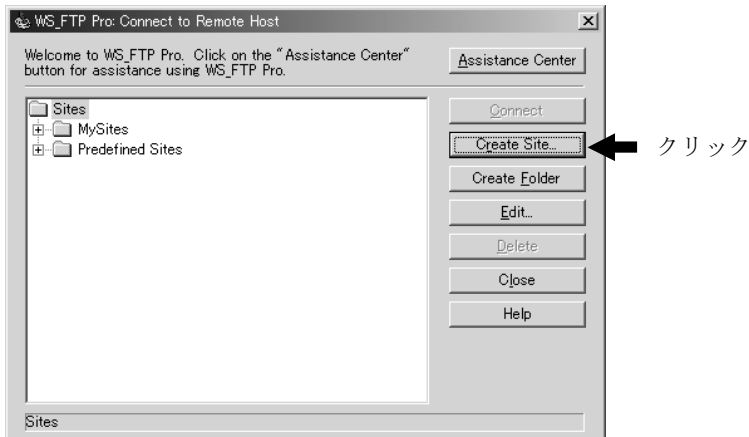 WS_FTP Pro: Connect to Remote Host
Welcome to WS_FTP Pro. Click on the "Assistance Center"
button for assistance using WS_FTP Pro.
Assistance Center
Sites
MySites
Predefined Sites
Connect
Create Site...
クリック
Create Folder
Edit...
Delete
Close
Help
Sites